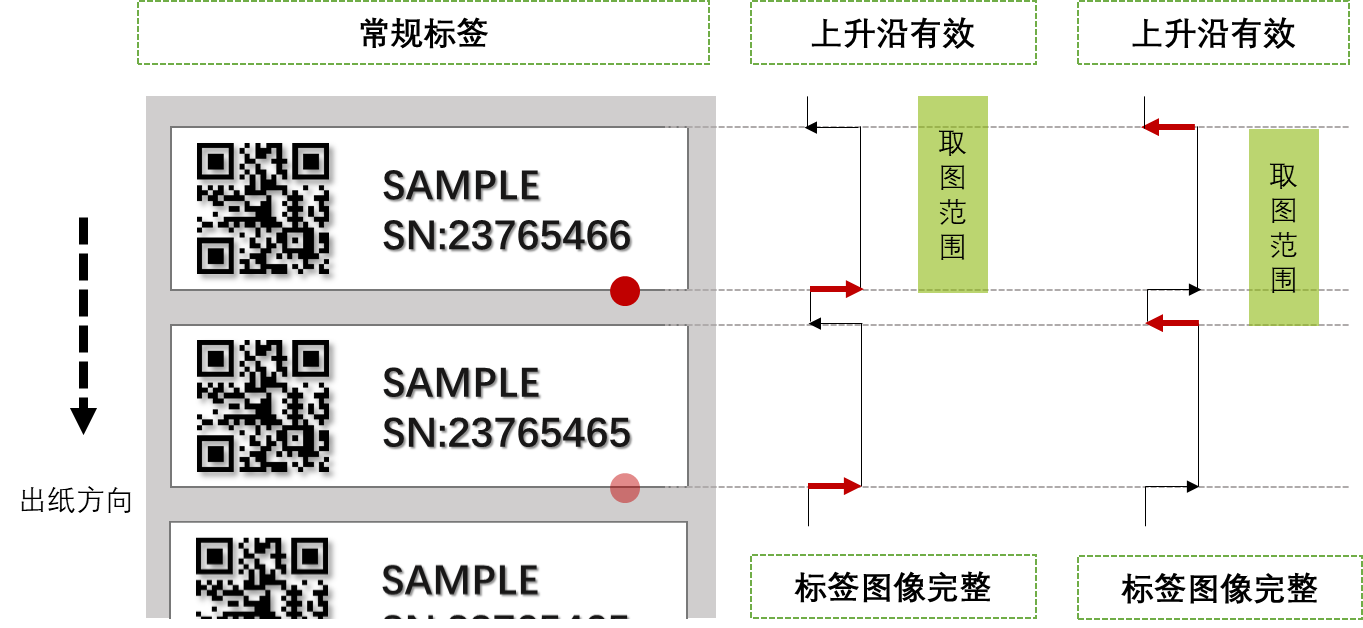 常规标签
上升沿有效
上升沿有效
SAMPLE
SN:23765466
取图范围
取图范围
SAMPLE
SN:23765465
出纸方向
SAMPLE
标签图像完整
标签图像完整